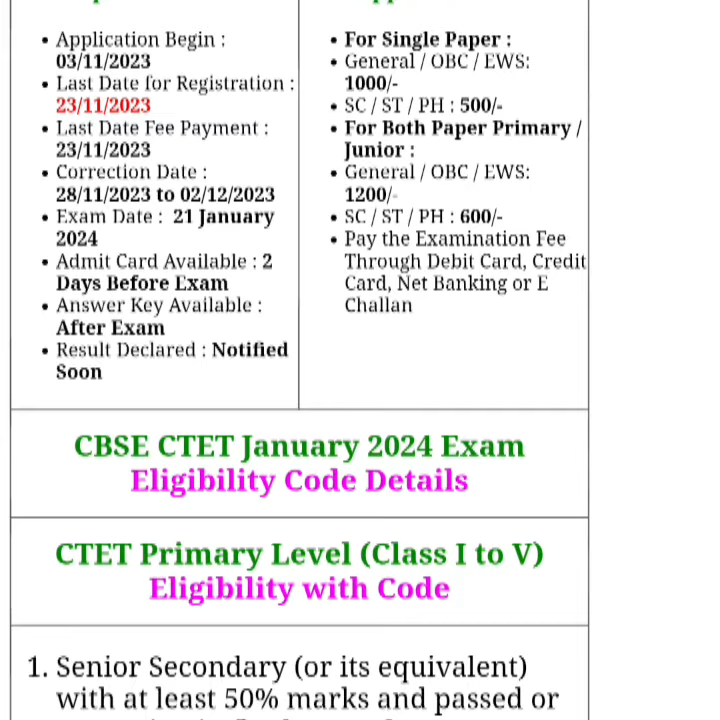 • Application Begin :
03/11/2023
• Last Date for Registration :
23/11/2023
• Last Date Fee Payment :
23/11/2023
• Correction Date :
28/11/2023 to 02/12/2023
• Exam Date : 21 January
2024
• Admit Card Available : 2
Days Before Exam
• Answer Key Available :
After Exam
• Result Declared : Notified
Soon
• For Single Paper :
• General / OBC / EWS:
1000/-
• SC / ST / PH : 500/-
• For Both Paper Primary /
Junior :
• General / OBC / EWS:
1200/-
• SC / ST / PH : 600/-
• Pay the Examination Fee
Through Debit Card, Credit
Card, Net Banking or E
Challan
CBSE CTET January 2024 Exam
Eligibility Code Details
CTET Primary Level (Class I to V)
Eligibility with Code
1. Senior Secondary (or its equivalent)
with at least 50% marks and passed or